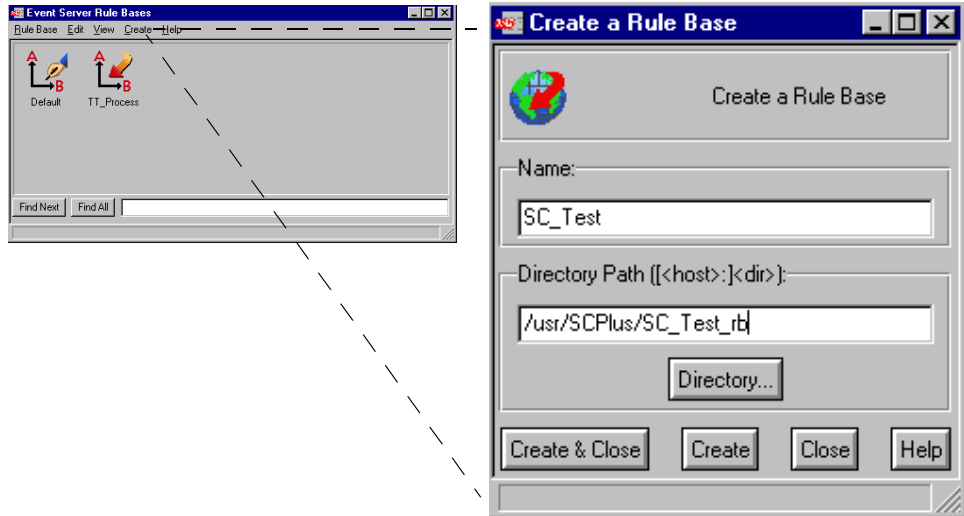 Event Server Rule Bases
Rule Base Edit View Create Help
A B A B
Default TT_Process
Find Next Find All
Create a Rule Base
Create a Rule Base
Name:
SC_Test
Directory Path ([<host>:]<dir>):
/usr/SCPlus/SC_Test_rb
Directory...
Create & Close Create Close Help